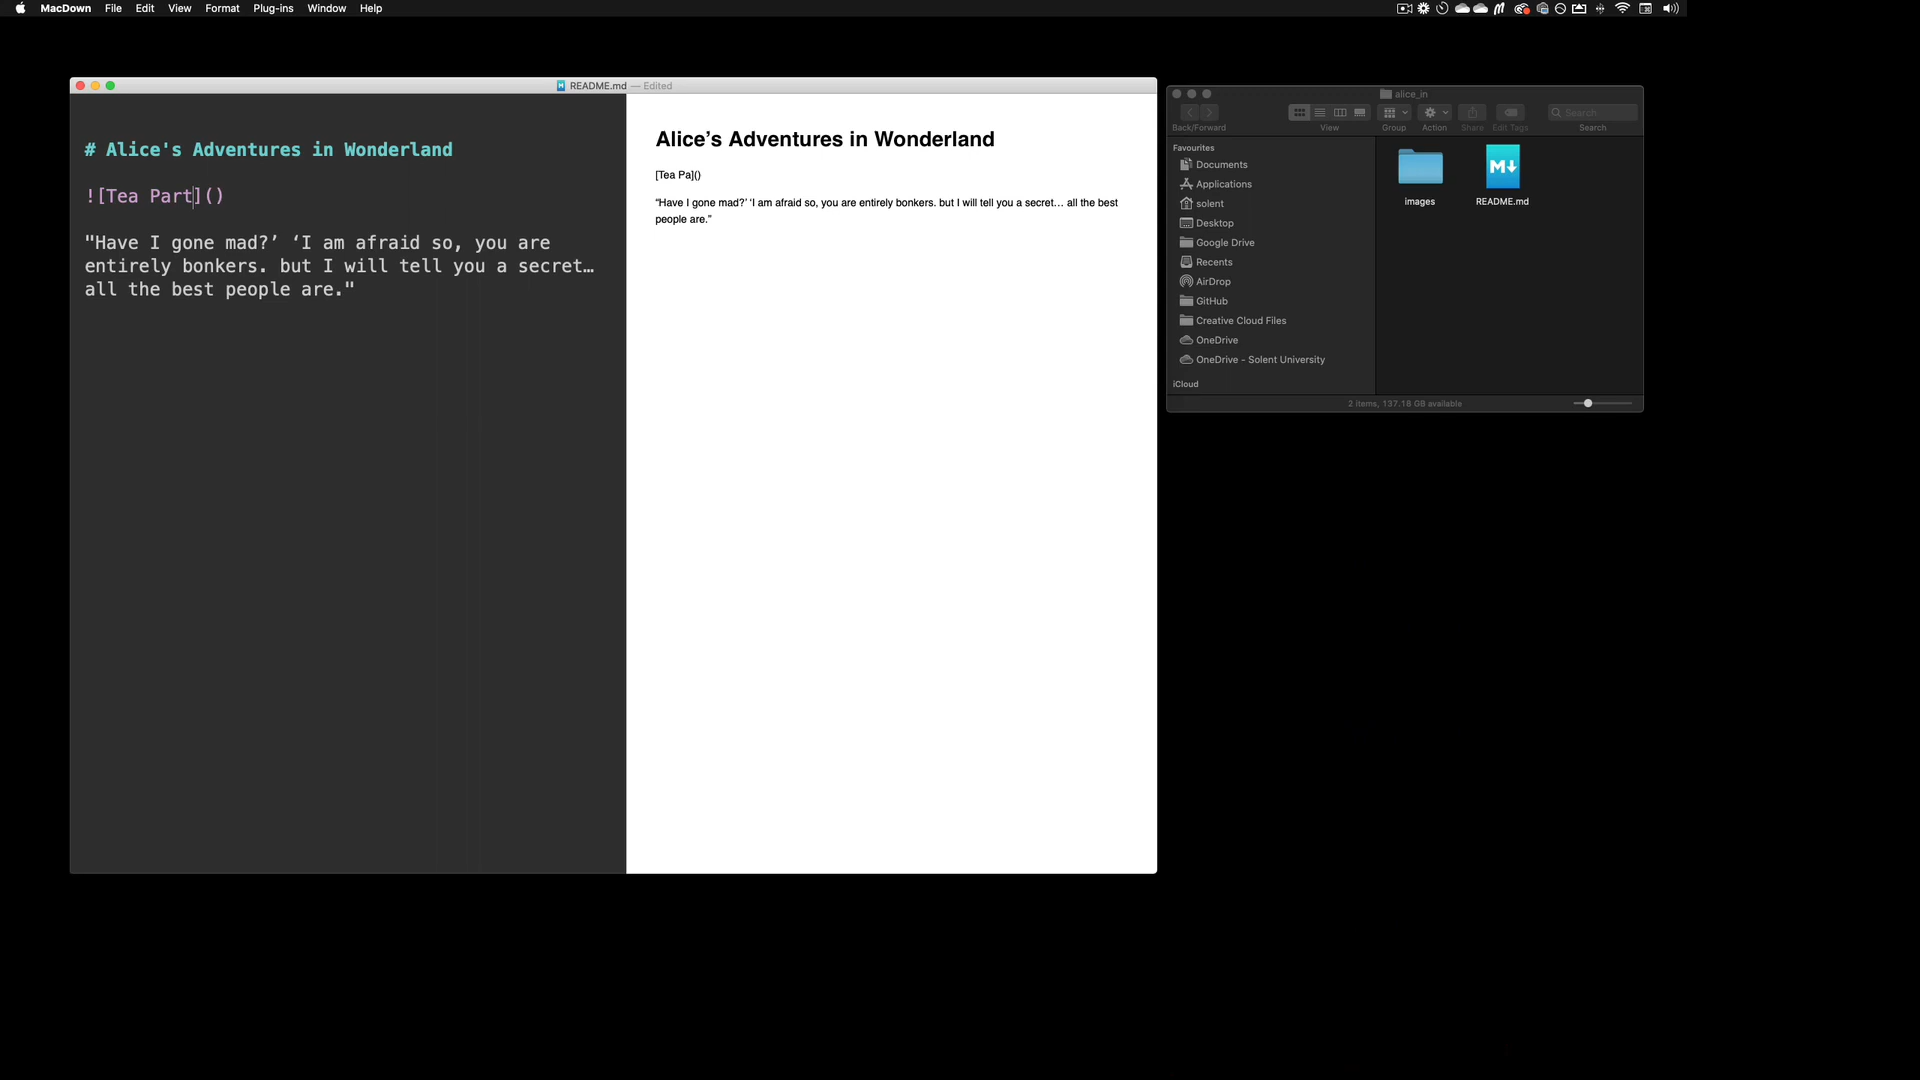 MacDown File Edit View Format Plug-ins Window Help
README.md — Edited
# Alice's Adventures in Wonderland
![Tea Part]()
"Have I gone mad?’ ‘I am afraid so, you are
entirely bonkers. but I will tell you a secret…
all the best people are."
Alice’s Adventures in Wonderland
[Tea Pa]()
“Have I gone mad?’ ‘I am afraid so, you are entirely bonkers. but I will tell you a secret… all the best
people are.”
alice_in
Search
Back/Forward View Group Action Share Edit Tags Search
Favourites
Documents
Applications
solent
Desktop
Google Drive
Recents
AirDrop
GitHub
Creative Cloud Files
OneDrive
OneDrive - Solent University
iCloud
M
images README.md
2 items, 137.18 GB available